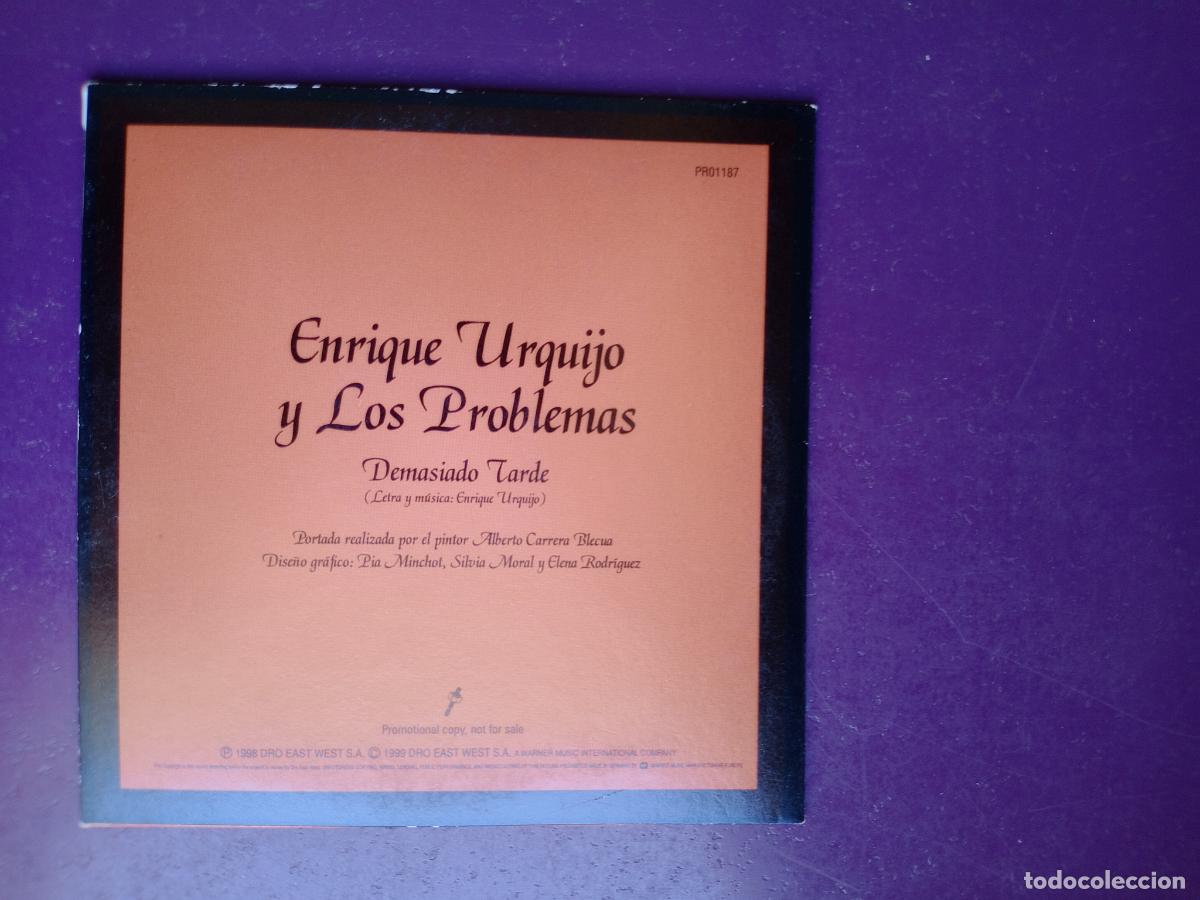 PR01187
Enrique Urquijo
y Los Problemas
Demasiado Tarde
(Letra y música: Enrique Urquijo)
Portada realizada por el pintor Alberto Carrera Blecua
Diseño gráfico: Pia Minchot, Silvia Moral y Elena Rodríguez
Promotional copy, not for sale
Ⓟ 1998 DRO EAST WEST S.A. © 1999 DRO EAST WEST S.A. A WARNER MUSIC INTERNATIONAL COMPANY
todocoleccion